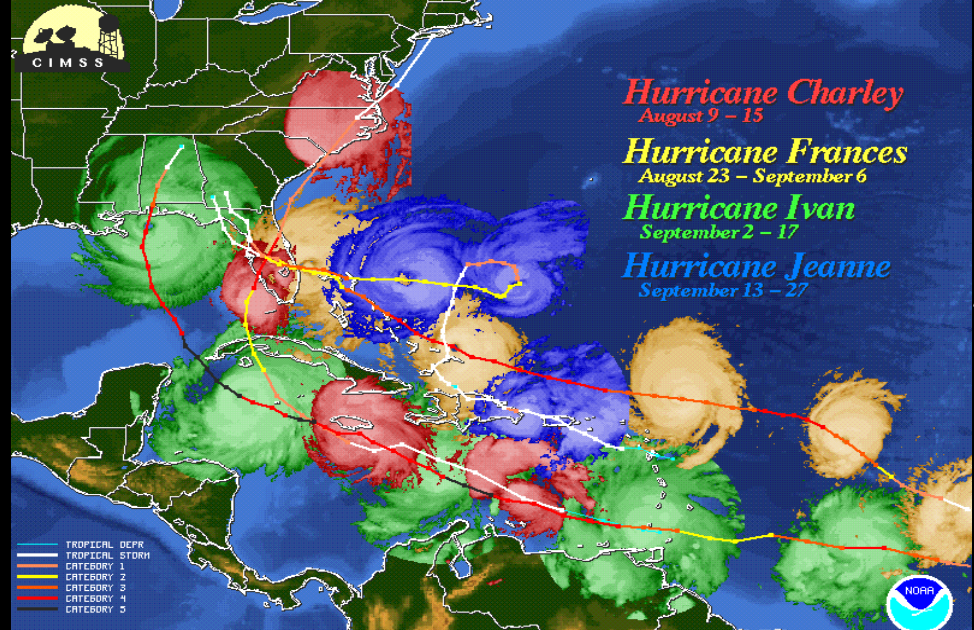 CIMSS
Hurricane Charley
August 9 – 15
Hurricane Frances
August 23 – September 6
Hurricane Ivan
September 2 – 17
Hurricane Jeanne
September 13 – 27
TROPICAL DEPR
TROPICAL STORM
CATEGORY 1
CATEGORY 2
CATEGORY 3
CATEGORY 4
CATEGORY 5
NOAA